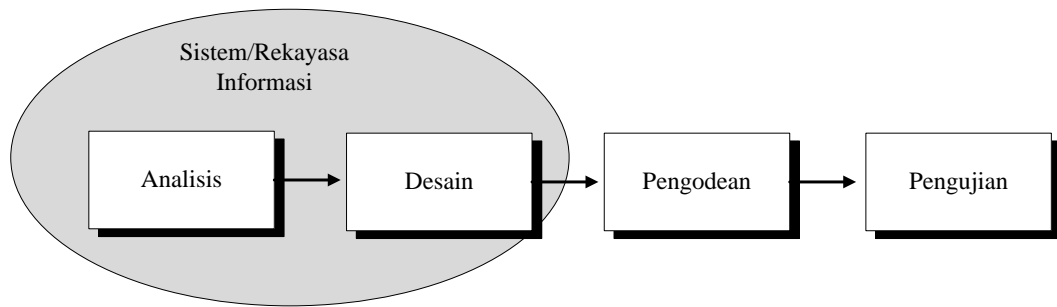 Sistem/Rekayasa
Informasi
Analisis
Desain
Pengodean
Pengujian